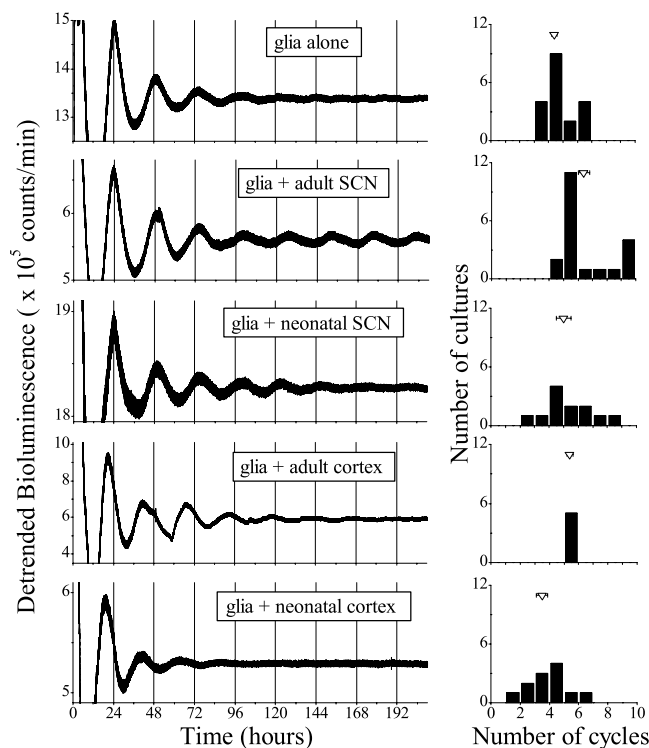 Detrended Bioluminescence ( x 10⁵ counts/min)
15
14
13
glia alone
6
5
glia + adult SCN
19
18
glia + neonatal SCN
10
8
6
4
glia + adult cortex
6
5
glia + neonatal cortex
0 24 48 72 96 120 144 168 192
Time (hours)
Number of cultures
12
6
0
12
6
0
12
6
0
12
6
0
12
6
0
0 2 4 6 8 10
Number of cycles